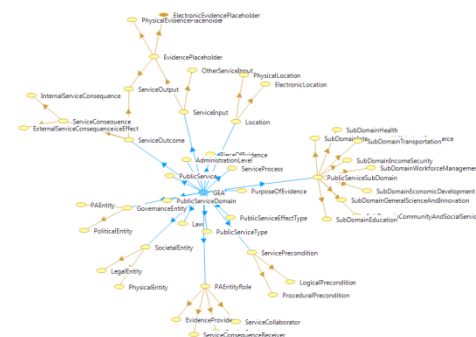 ElectronicEvidencePlaceholder
PhysicalEvidencePlaceholder
EvidencePlaceholder
OtherServiceInput
PhysicalLocation
ElectronicLocation
InternalServiceConsequence
ServiceOutput
ServiceInput
Location
ServiceConsequence
ExternalServiceConsequence
ServiceOutcome
SubDomainHealth
SubDomainTransportation
AdministrationLevel
ServiceProcess
SubDomainIncomeSecurity
PublicService
PublicServiceSubDomain
GEA
PurposeOfEvidence
SubDomainEconomicDevelopment
PublicServiceDomain
SubDomainGeneralScienceAndInnovation
PAEntity
GovernanceEntity
PublicServiceEffectType
SubDomainEducation
Law
PoliticalEntity
PublicServiceType
SocietalEntity
ServicePrecondition
LegalEntity
LogicalPrecondition
PhysicalEntity
PAEntityRole
ProceduralPrecondition
ServiceCollaborator
ServiceConsequenceReceiver